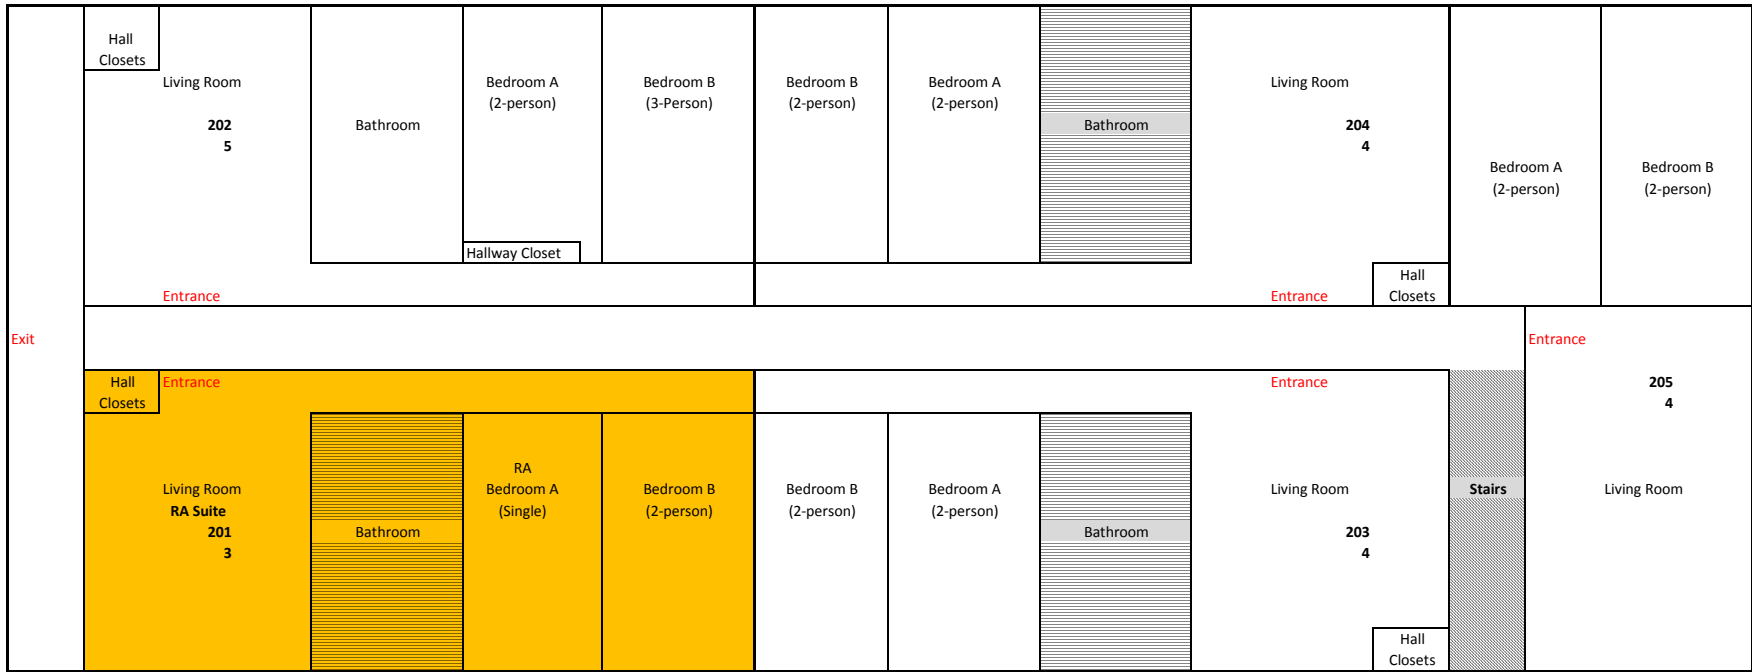 Hall
Closets
Living Room
202
5
Bathroom
Bedroom A
(2-person)
Hallway Closet
Bedroom B
(3-Person)
Bedroom B
(2-person)
Bedroom A
(2-person)
Bathroom
Living Room
204
4
Hall
Closets
Bedroom A
(2-person)
Bedroom B
(2-person)
Entrance
Entrance
Exit
Entrance
Hall
Closets
Entrance
Living Room
RA Suite
201
3
Bathroom
RA
Bedroom A
(Single)
Bedroom B
(2-person)
Bedroom B
(2-person)
Bedroom A
(2-person)
Bathroom
Entrance
Living Room
203
4
Hall
Closets
Stairs
205
4
Living Room